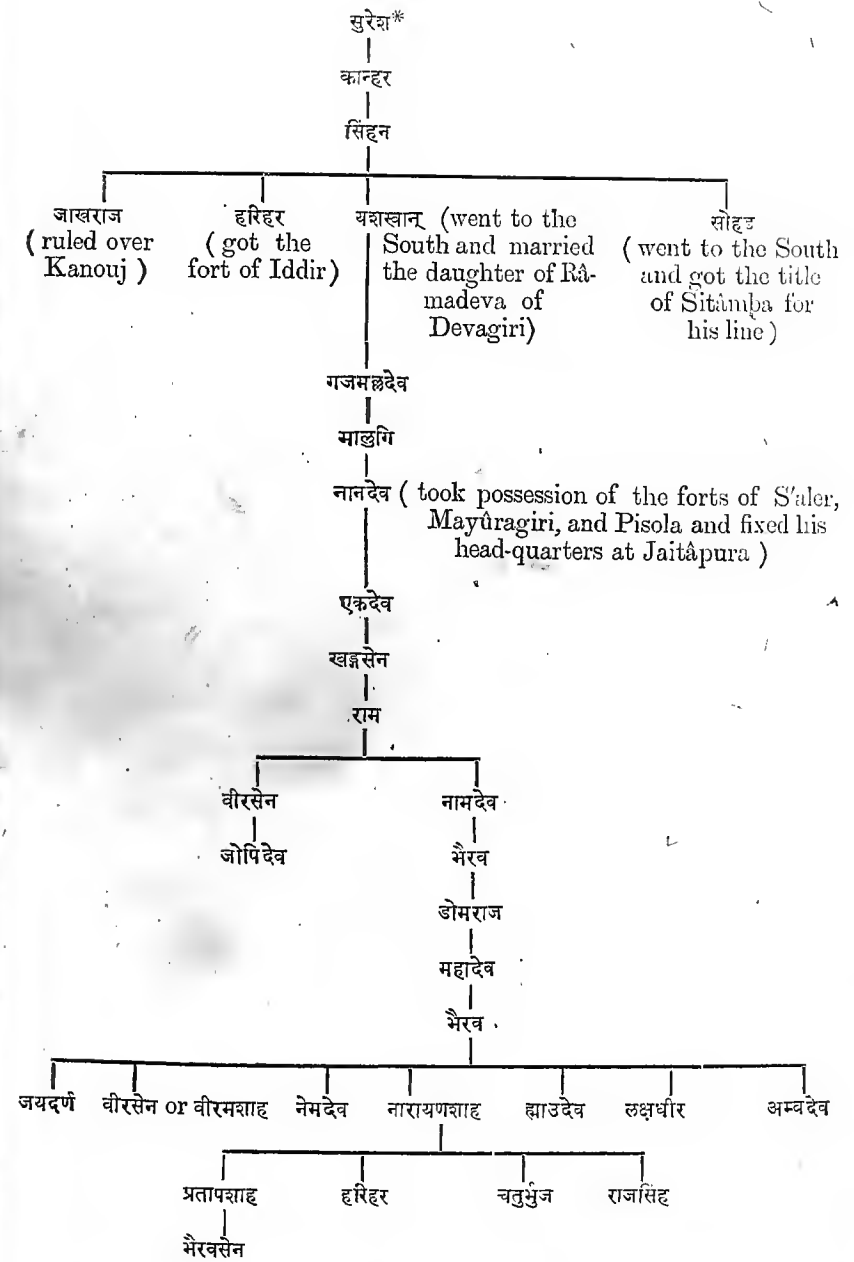 सुरेश*
कान्हर
सिंहन
जाखराज हरिहर यशस्वान् (went to the सोहड
( ruled over ( got the South and married ( went to the South
Kanouj ) fort of Iddir ) the daughter of Râ- and got the title
madeva of of Sitâmba for
Devagiri) his line )
गजमल्लदेव
मालुगि
नानदेव ( took possession of the forts of S'aler,
Mayûragiri, and Pisola and fixed his
head-quarters at Jaitâpura )
एकदेव
खड्गसेन
राम
वीरसेन नामदेव
जोपिदेव भैरव
डोमराज
महादेव
भैरव
जयदर्ण वीरसेन or वीरमशाह नेमदेव नारायणशाह ह्माउदेव लक्षधीर अम्वदेव
प्रतापशाह हरिहर चतुर्भुज राजसिंह
भैरवसेन